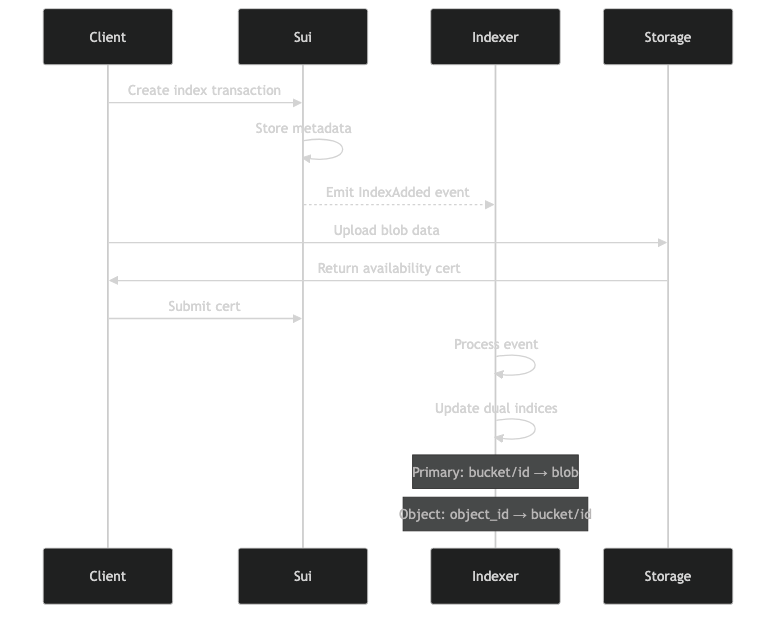 Client
Sui
Indexer
Storage
Create index transaction
Store metadata
Emit IndexAdded event
Upload blob data
Return availability cert
Submit cert
Process event
Update dual indices
Primary: bucket/id → blob
Object: object_id → bucket/id
Client
Sui
Indexer
Storage